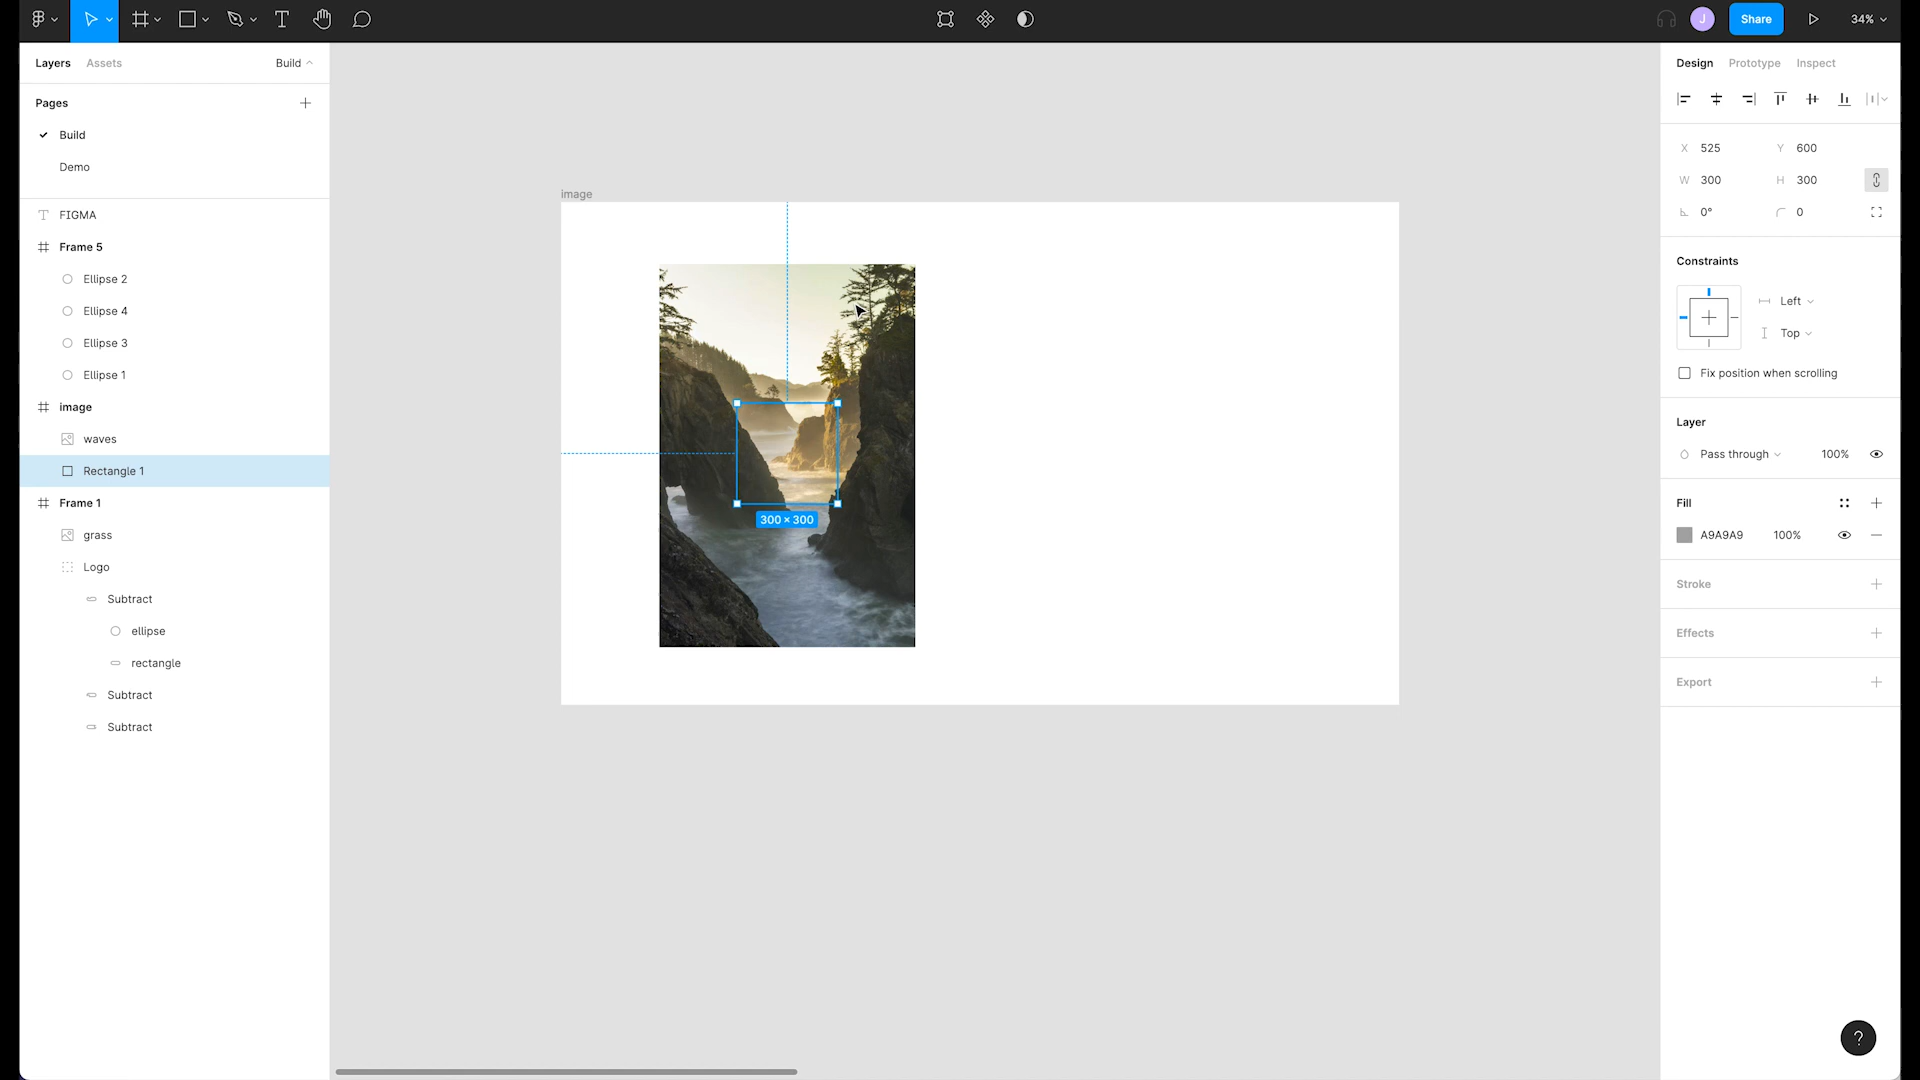 J
Share
34%
Layers
Assets
Build
Pages
Build
Demo
FIGMA
Frame 5
Ellipse 2
Ellipse 4
Ellipse 3
Ellipse 1
image
waves
Rectangle 1
Frame 1
grass
Logo
Subtract
ellipse
rectangle
Subtract
Subtract
image
300 × 300
Design
Prototype
Inspect
X 525
Y 600
W 300
H 300
0°
0
Constraints
Left
Top
Fix position when scrolling
Layer
Pass through
100%
Fill
A9A9A9
100%
Stroke
Effects
Export
?